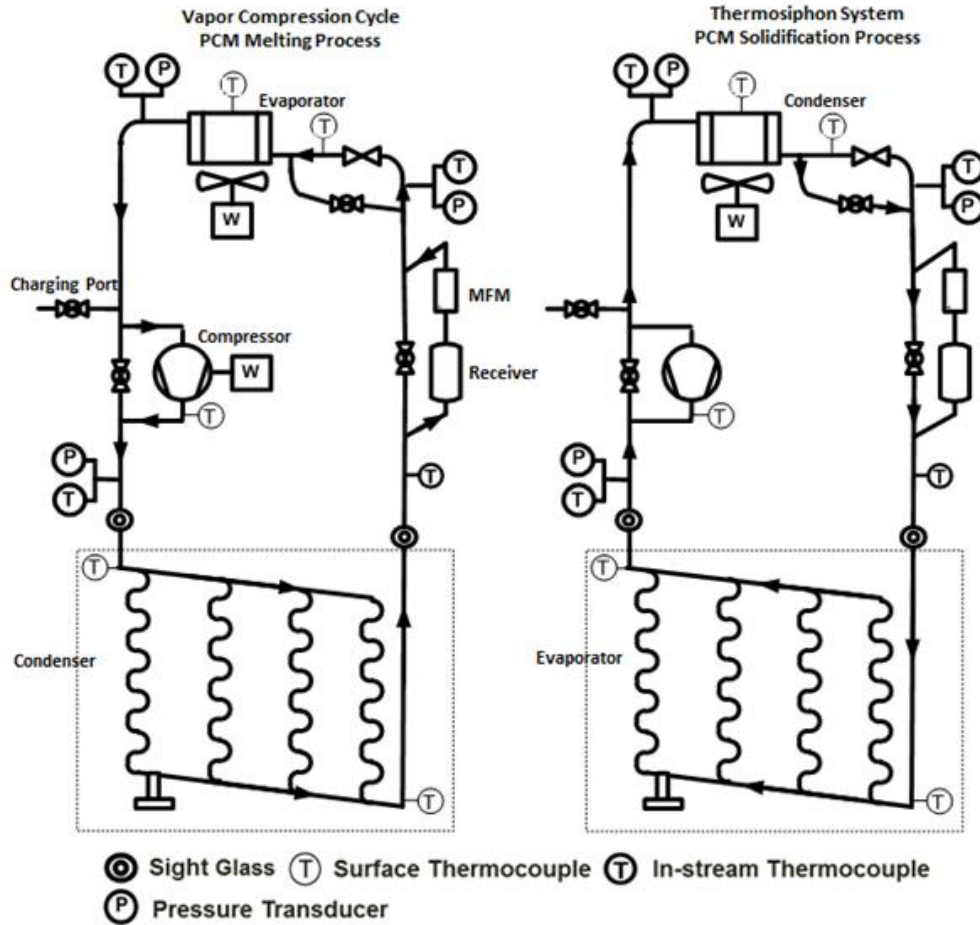 Vapor Compression Cycle
PCM Melting Process
T
P
T
Evaporator
T
T
P
W
Charging Port
MFM
Compressor
W
Receiver
T
P
T
T
T
Condenser
T
Thermosiphon System
PCM Solidification Process
T
P
T
Condenser
T
T
P
W
T
P
T
T
T
Evaporator
T
Sight Glass
T Surface Thermocouple
T In-stream Thermocouple
P Pressure Transducer